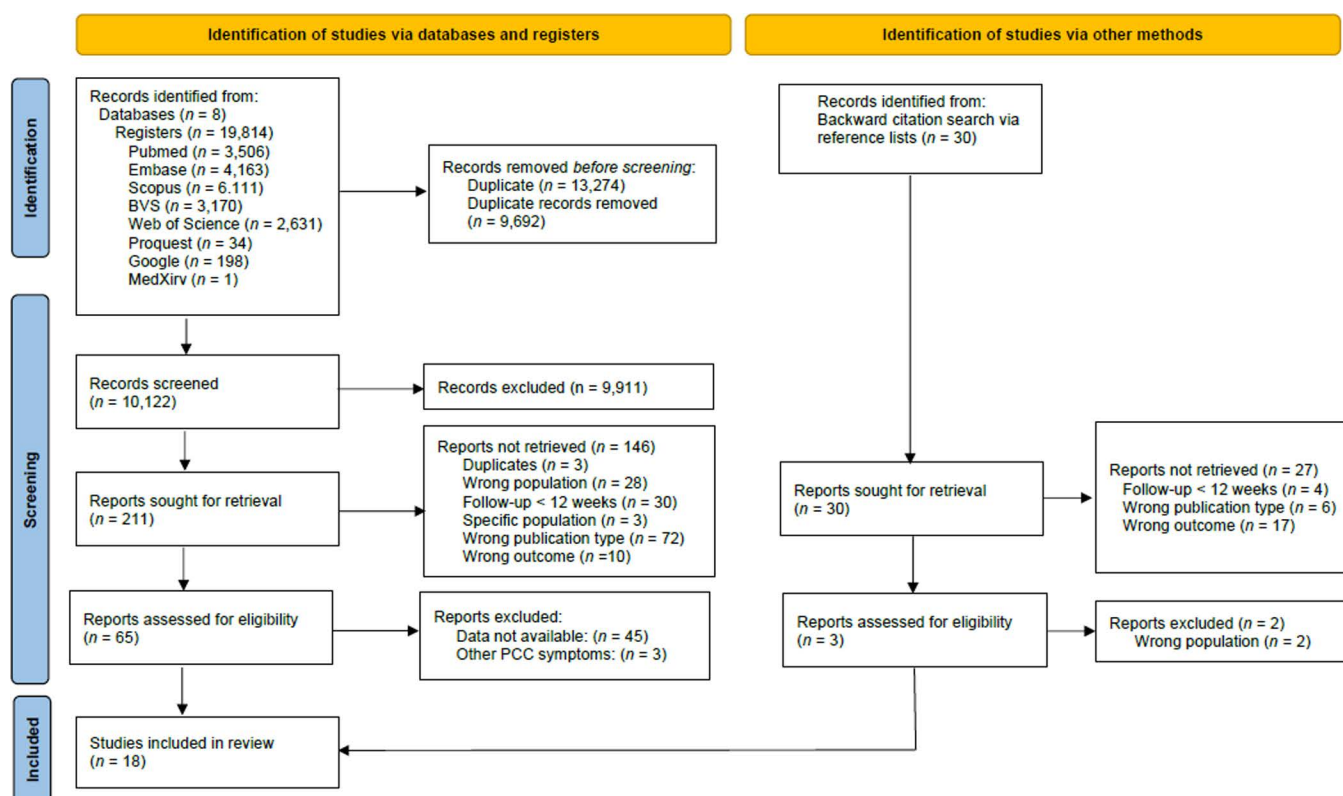 Identification of studies via databases and registers
Identification of studies via other methods
Identification
Records identified from:
Databases (n = 8)
Registers (n = 19,814)
Pubmed (n = 3,506)
Embase (n = 4,163)
Scopus (n = 6.111)
BVS (n = 3,170)
Web of Science (n = 2,631)
Proquest (n = 34)
Google (n = 198)
MedXirv (n = 1)
Records removed before screening:
Duplicate (n = 13,274)
Duplicate records removed
(n = 9,692)
Records identified from:
Backward citation search via
reference lists (n = 30)
Screening
Records screened
(n = 10,122)
Records excluded (n = 9,911)
Reports sought for retrieval
(n = 211)
Reports not retrieved (n = 146)
Duplicates (n = 3)
Wrong population (n = 28)
Follow-up < 12 weeks (n = 30)
Specific population (n = 3)
Wrong publication type (n = 72)
Wrong outcome (n =10)
Reports sought for retrieval
(n = 30)
Reports not retrieved (n = 27)
Follow-up < 12 weeks (n = 4)
Wrong publication type (n = 6)
Wrong outcome (n = 17)
Reports assessed for eligibility
(n = 65)
Reports excluded:
Data not available: (n = 45)
Other PCC symptoms: (n = 3)
Reports assessed for eligibility
(n = 3)
Reports excluded (n = 2)
Wrong population (n = 2)
Included
Studies included in review
(n = 18)